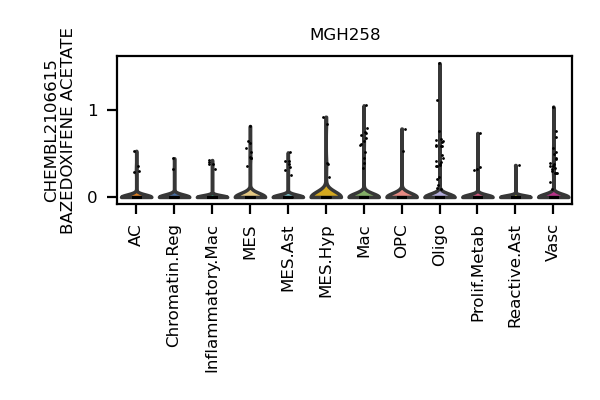 MGH258
CHEMBL2106615
BAZEDOXIFENE ACETATE
1
0
AC
Chromatin.Reg
Inflammatory.Mac
MES
MES.Ast
MES.Hyp
Mac
OPC
Oligo
Prolif.Metab
Reactive.Ast
Vasc